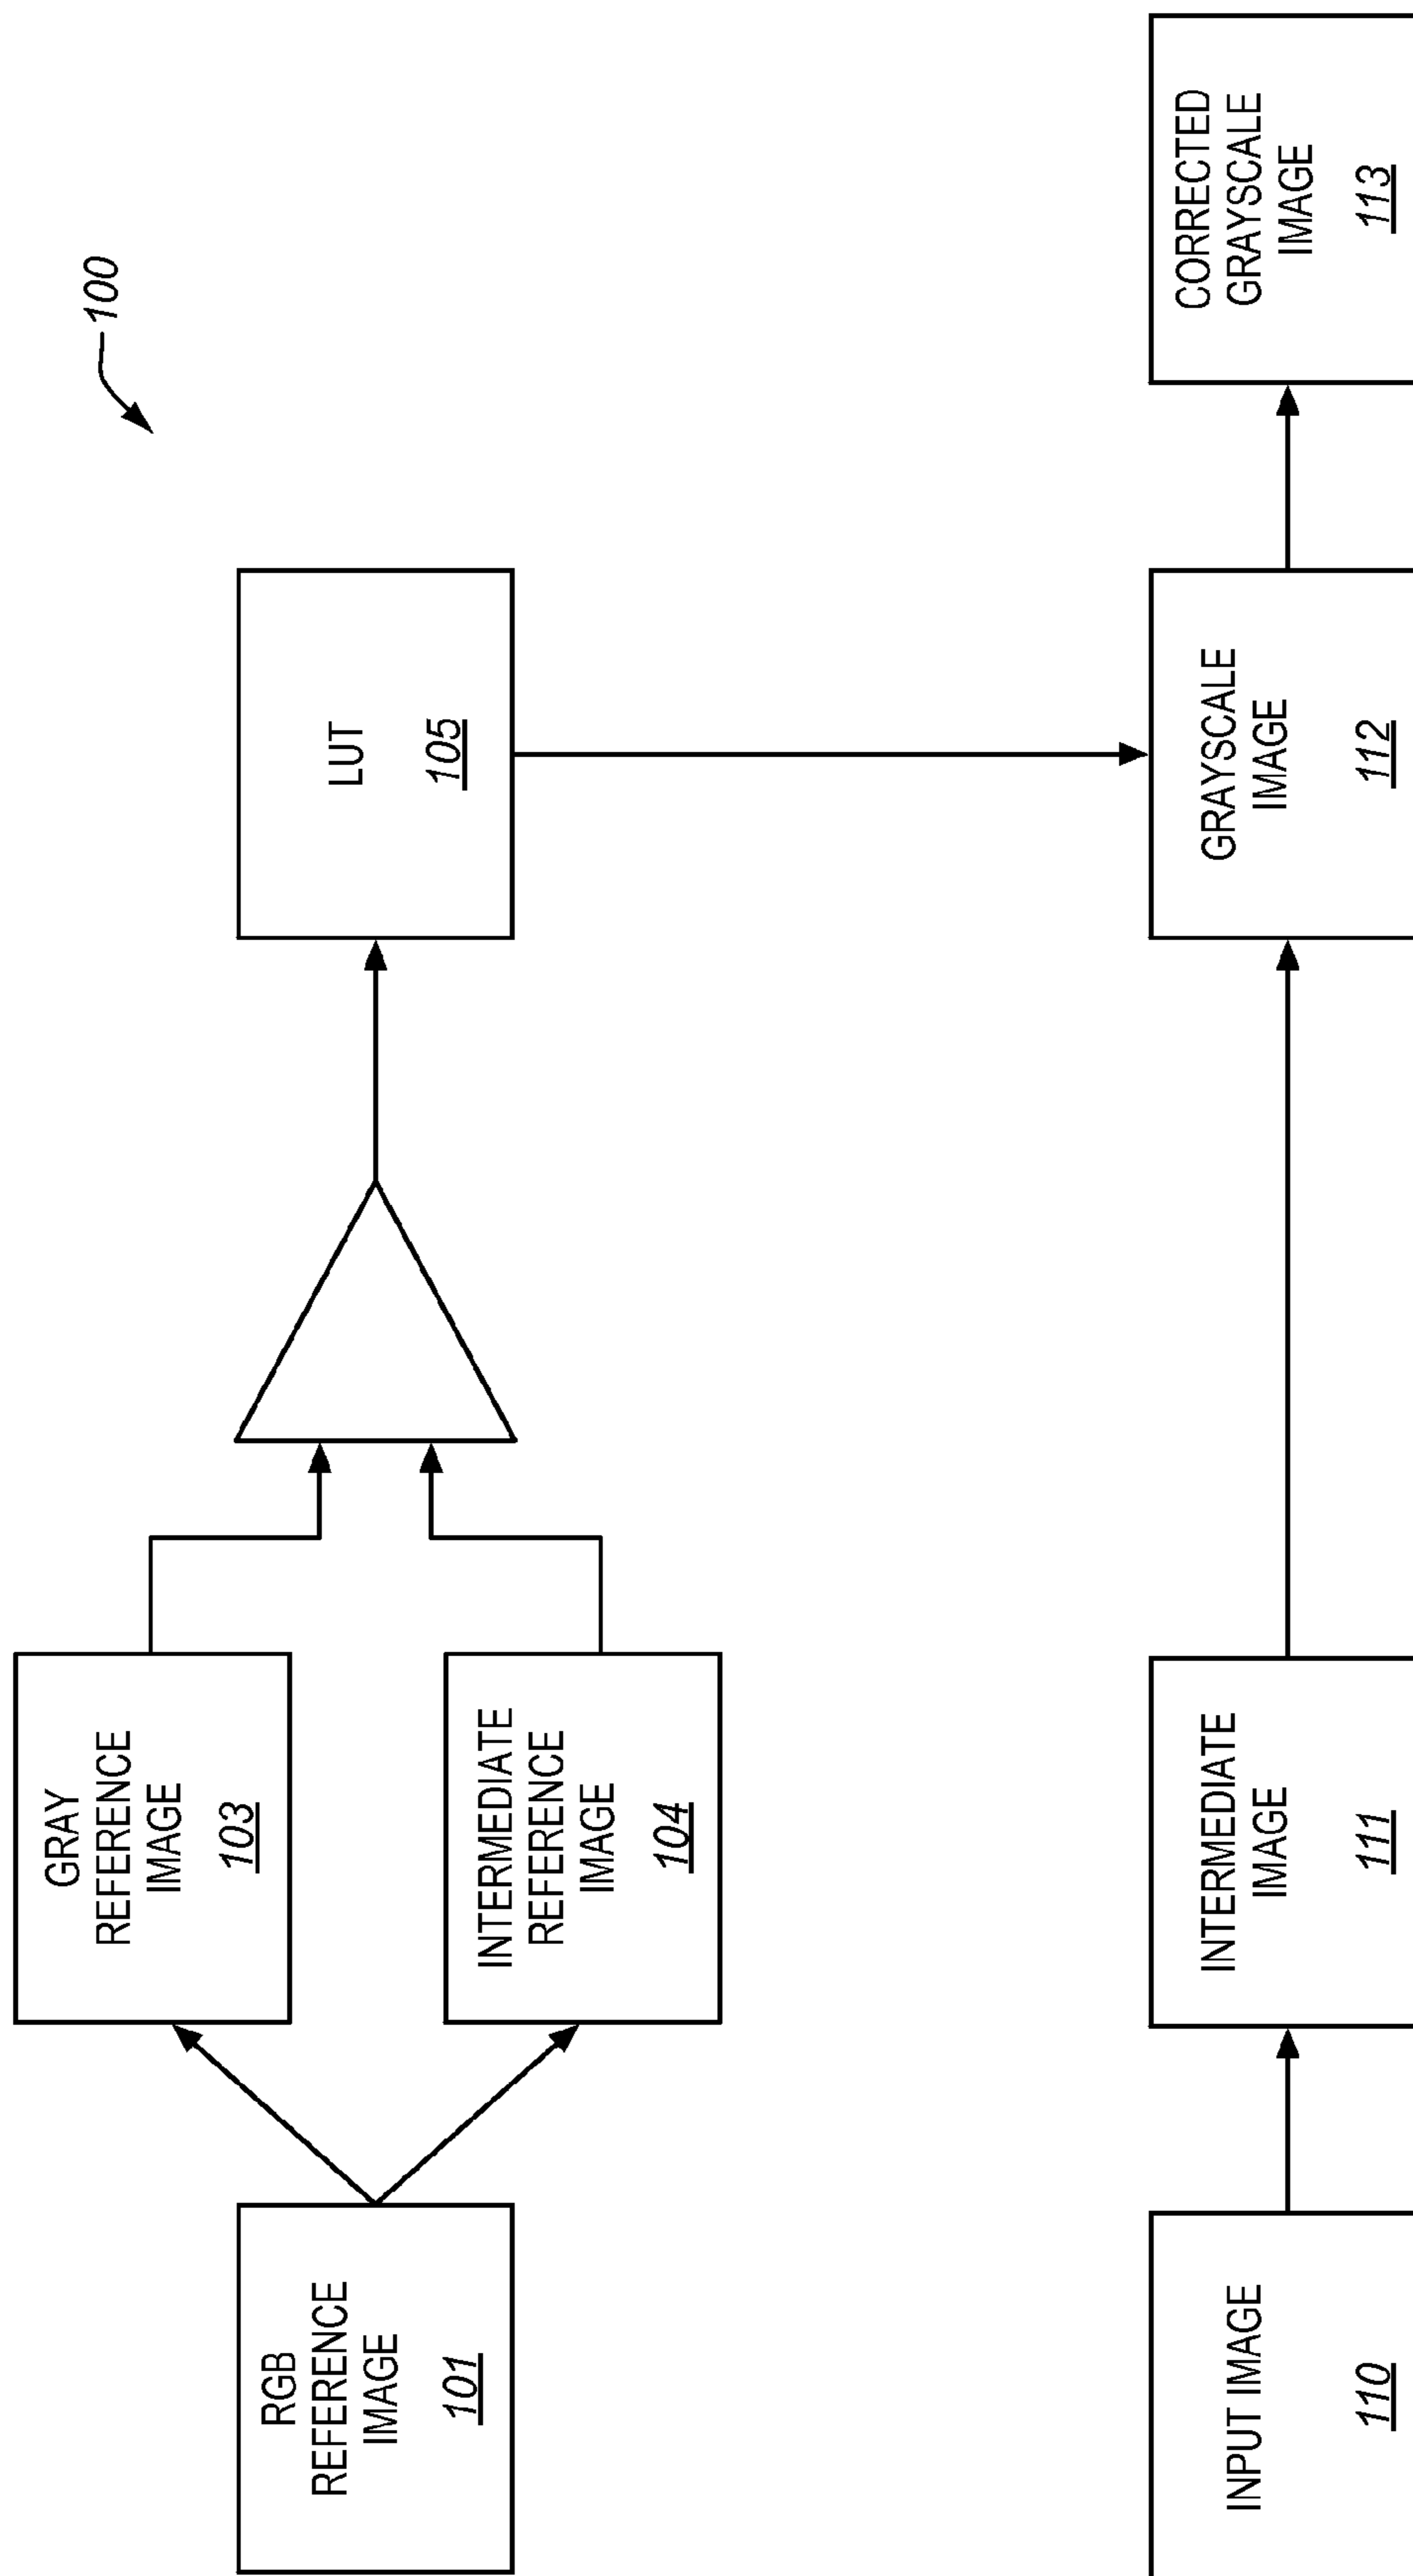 100
RGB
REFERENCE
IMAGE
101
GRAY
REFERENCE
IMAGE
103
INTERMEDIATE
REFERENCE
IMAGE
104
LUT
105
INPUT IMAGE
110
INTERMEDIATE
IMAGE
111
GRAYSCALE
IMAGE
112
CORRECTED
GRAYSCALE
IMAGE
113